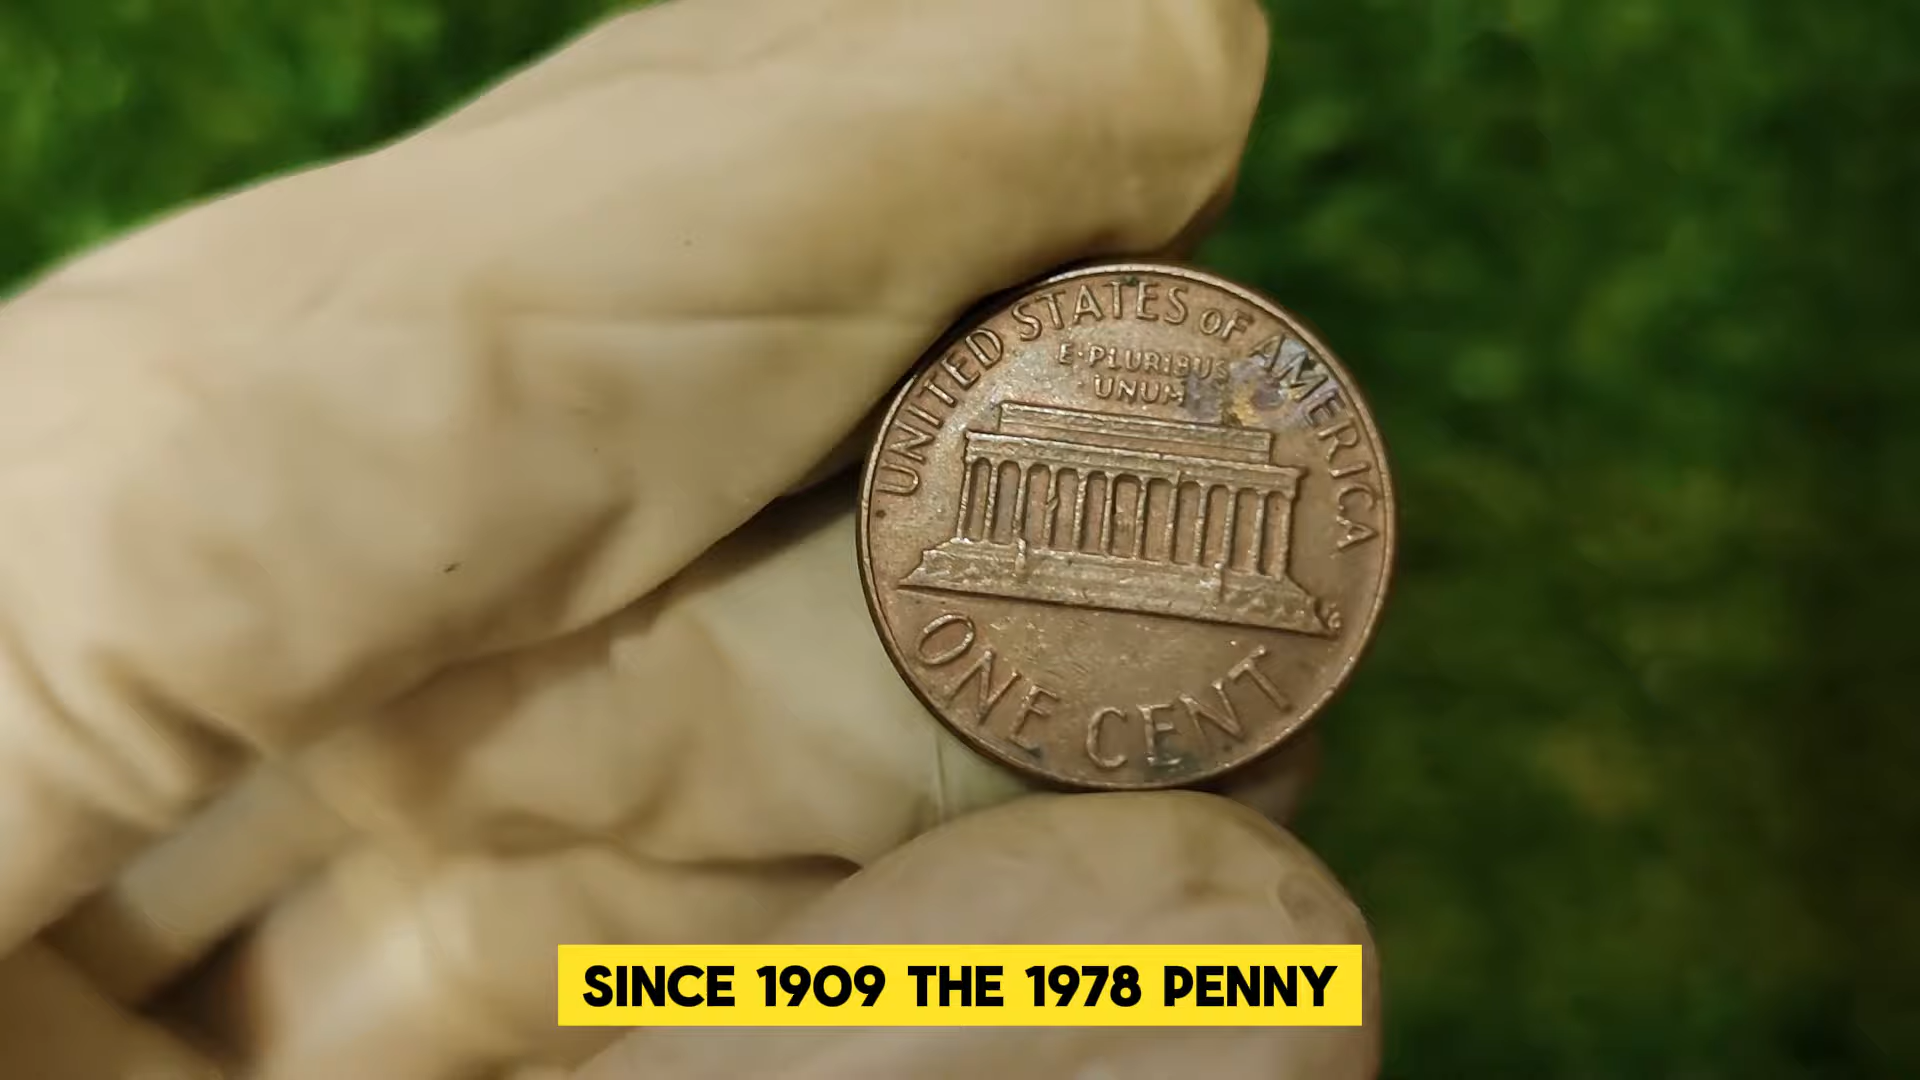 UNITED STATES OF AMERICA
E·PLURIBUS
UNUM
ONE CENT
SINCE 1909 THE 1978 PENNY